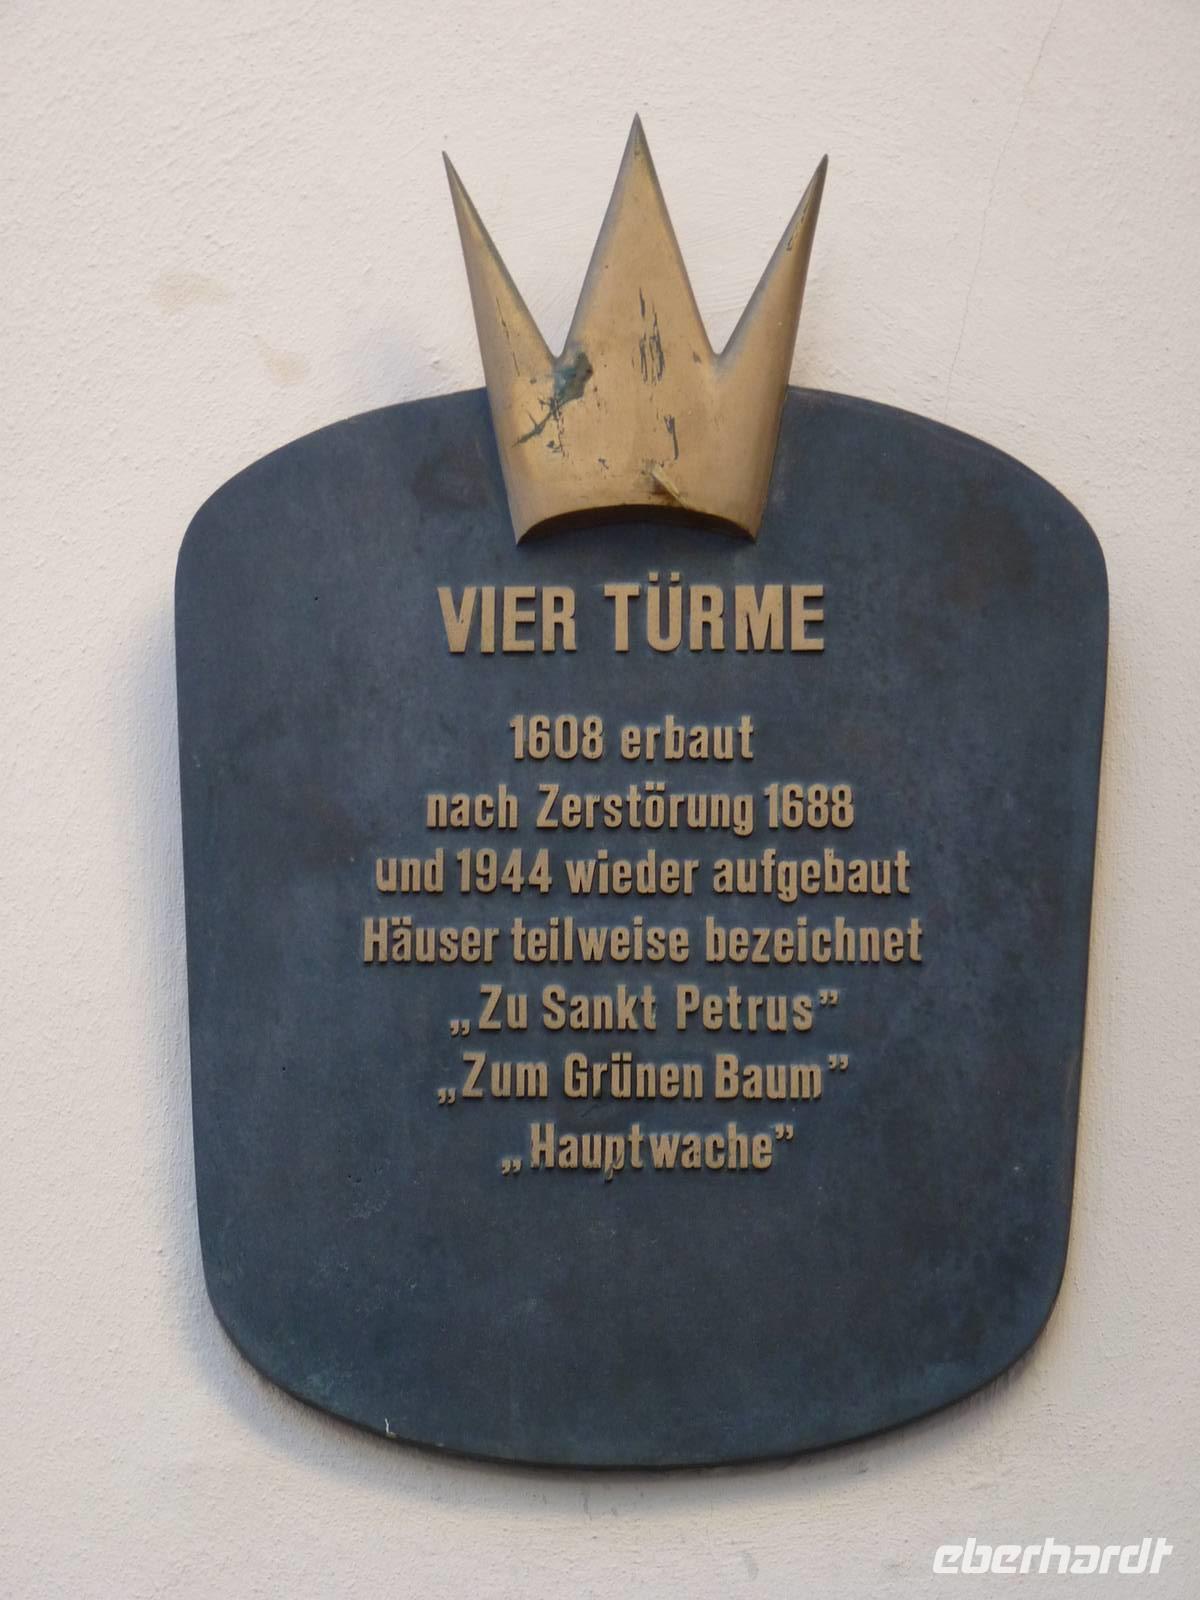 VIER TÜRME
1608 erbaut
nach Zerstörung 1688
und 1944 wieder aufgebaut
Häuser teilweise bezeichnet
„Zu Sankt Petrus”
„Zum Grünen Baum”
„Hauptwache”
eberhardt